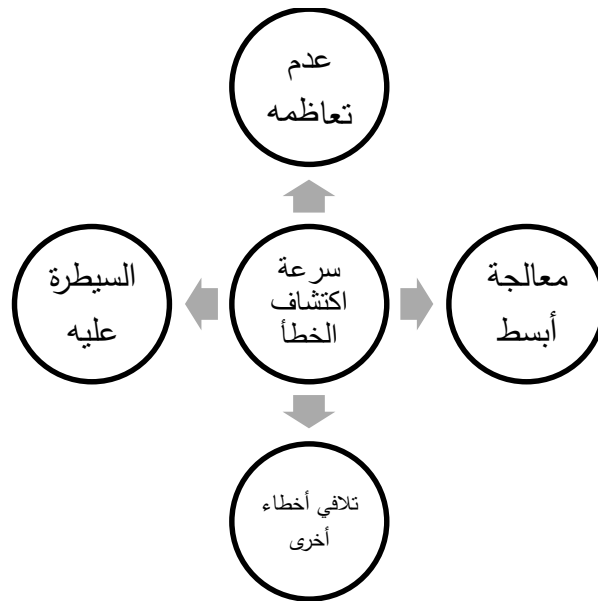 عدم
تعاظمه
معالجة
أبسط
سرعة
اكتشاف
الخطأ
السيطرة
عليه
تلافي أخطاء
أخرى